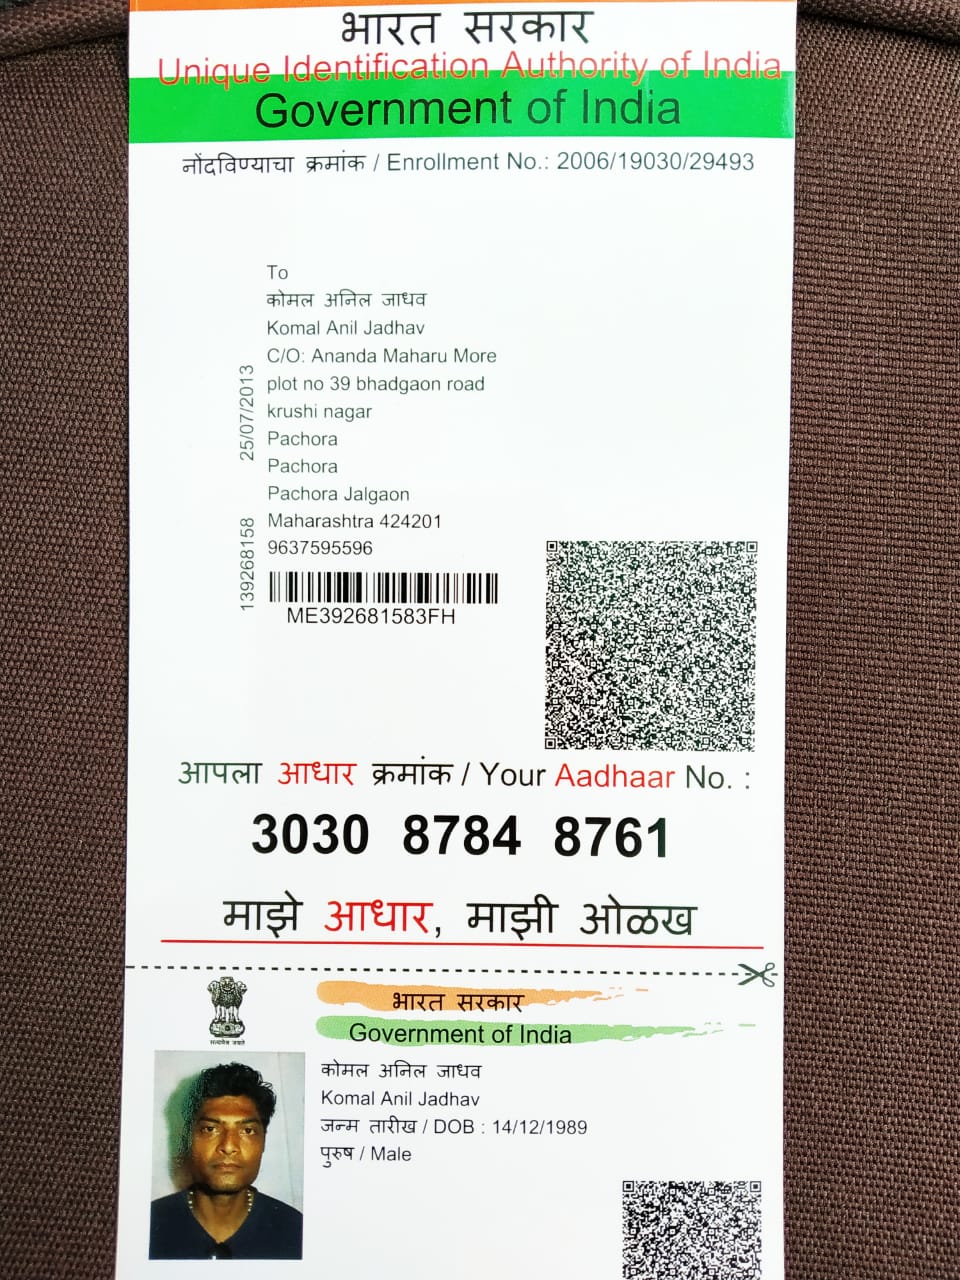 भारत सरकार
Unique Identification Authority of India
Government of India
नोंदविण्याचा क्रमांक / Enrollment No.: 2006/19030/29493
To
कोमल अनिल जाधव
Komal Anil Jadhav
C/O: Ananda Maharu More
plot no 39 bhadgaon road
krushi nagar
Pachora
Pachora
Pachora Jalgaon
Maharashtra 424201
9637595596
25/07/2013
139268158
ME392681583FH
आपला आधार क्रमांक / Your Aadhaar No. :
3030 8784 8761
माझे आधार, माझी ओळख
भारत सरकार
Government of India
सत्यमेव जयते
कोमल अनिल जाधव
Komal Anil Jadhav
जन्म तारीख / DOB : 14/12/1989
पुरुष / Male